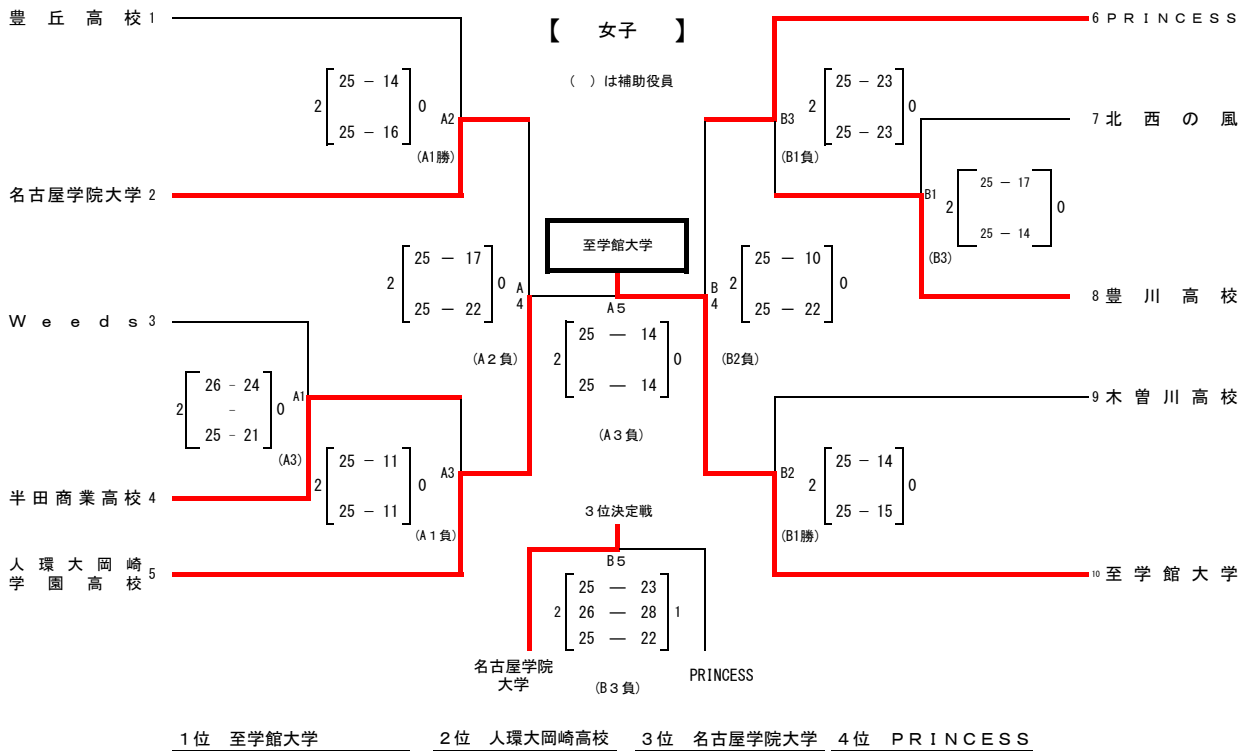 【 女子 】
( )は補助役員
豊丘高校 1
2 25 － 14 0
25 － 16
A2
(A1勝)
名古屋学院大学 2
2 25 － 17 0
25 － 22
A4
(A２負)
Ｗｅｅｄｓ 3
2 26 - 24 0
-
25 - 21
A1
(A3)
半田商業高校 4
2 25 － 11 0
25 － 11
A3
(A１負)
人環大岡崎
学園高校 5
至学館大学
A５
2 25 ― 14 0
25 ― 14
(A３負)
6 ＰＲＩＮＣＥＳＳ
2 25 － 23 0
25 － 23
B3
(B1負)
7 北西の風
B1
2 25 － 17 0
25 － 14
(B3)
8 豊川高校
2 25 － 10 0
25 － 22
B4
(B2負)
9 木曽川高校
B2
2 25 － 14 0
25 － 15
(B1勝)
10 至学館大学
３位決定戦
B５
2 25 ― 23 1
26 ― 28
25 ― 22
名古屋学院
大学
PRINCESS
(B３負)
１位 至学館大学 ２位 人環大岡崎高校 ３位 名古屋学院大学 ４位 ＰＲＩＮＣＥＳＳ